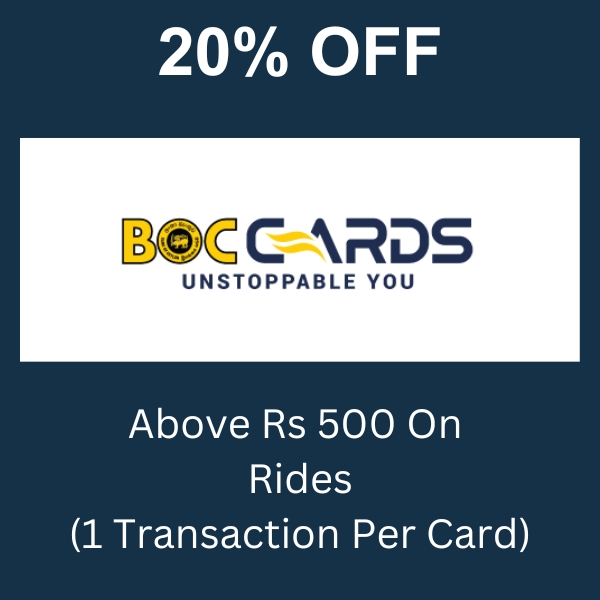 20% OFF
BOC CARDS
UNSTOPPABLE YOU
Above Rs 500 On
Rides
(1 Transaction Per Card)